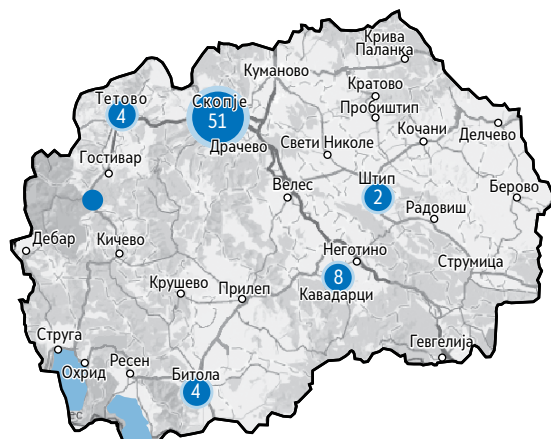 Крива
Паланка
Куманово
Тетово
4
Скопје
51
Кратово
Пробиштип
Драчево
Свети Николе
Кочани
Делчево
Гостивар
Велес
Штип
2
Берово
Радовиш
Дебар
Кичево
Неготино
Струмица
8
Крушево
Прилеп
Кавадарци
Струга
Гевгелија
Охрид
Ресен
Битола
4